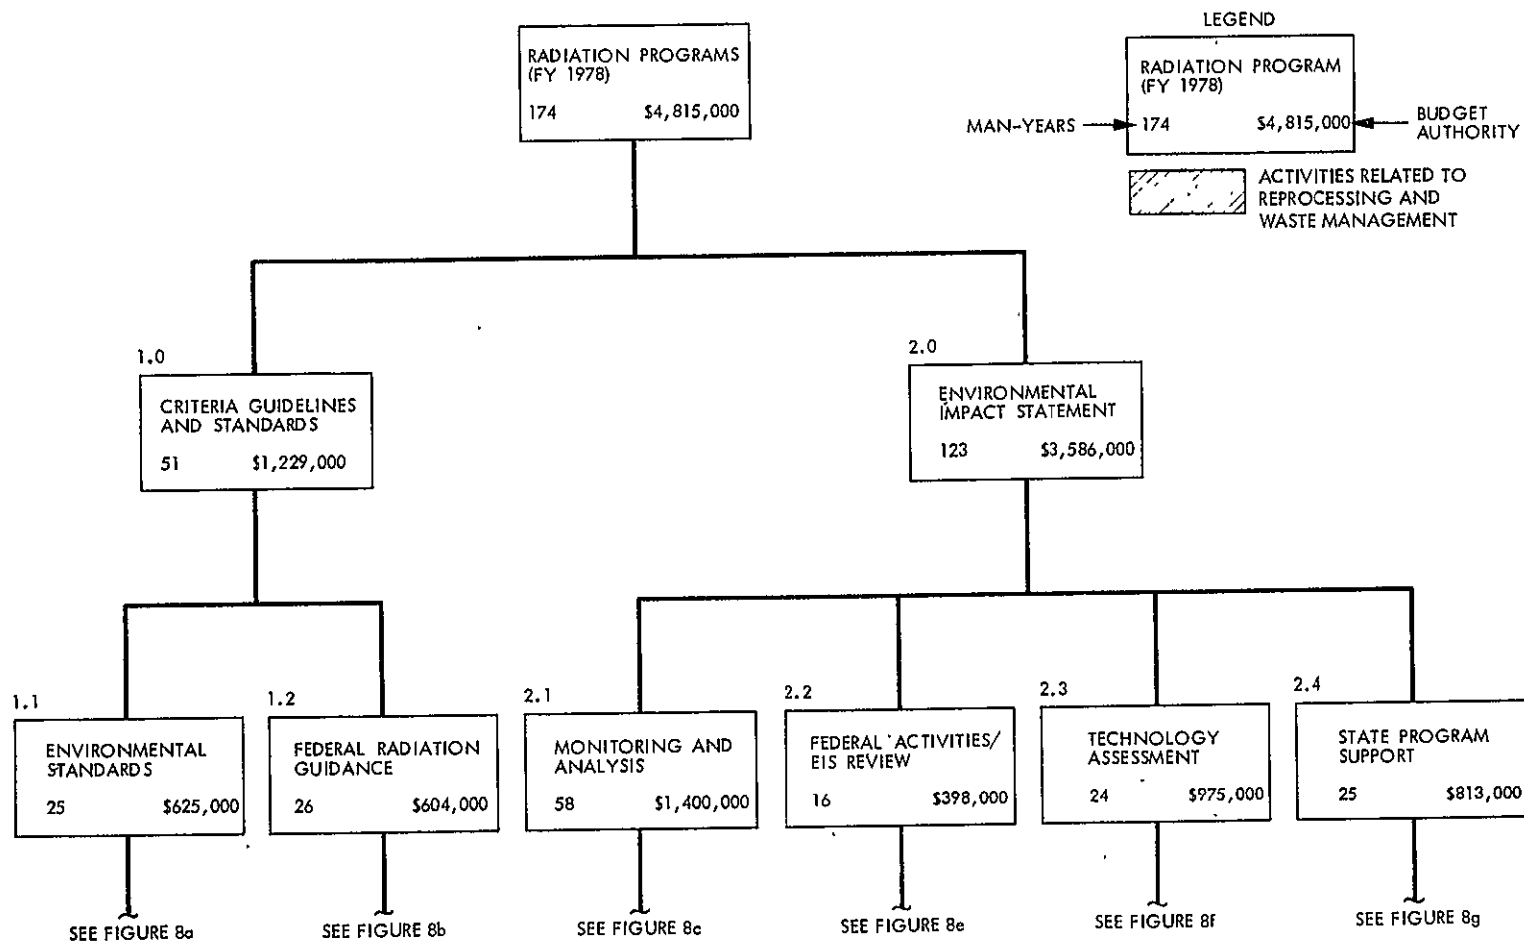 LEGEND
RADIATION PROGRAMS
(FY 1978)
174 $4,815,000
RADIATION PROGRAM
(FY 1978)
MAN-YEARS
174 $4,815,000
BUDGET
AUTHORITY
ACTIVITIES RELATED TO
REPROCESSING AND
WASTE MANAGEMENT
1.0
CRITERIA GUIDELINES
AND STANDARDS
51 $1,229,000
2.0
ENVIRONMENTAL
IMPACT STATEMENT
123 $3,586,000
1.1
ENVIRONMENTAL
STANDARDS
25 $625,000
SEE FIGURE 8a
1.2
FEDERAL RADIATION
GUIDANCE
26 $604,000
SEE FIGURE 8b
2.1
MONITORING AND
ANALYSIS
58 $1,400,000
SEE FIGURE 8c
2.2
FEDERAL ACTIVITIES/
EIS REVIEW
16 $398,000
SEE FIGURE 8e
2.3
TECHNOLOGY
ASSESSMENT
24 $975,000
SEE FIGURE 8f
2.4
STATE PROGRAM
SUPPORT
25 $813,000
SEE FIGURE 8g